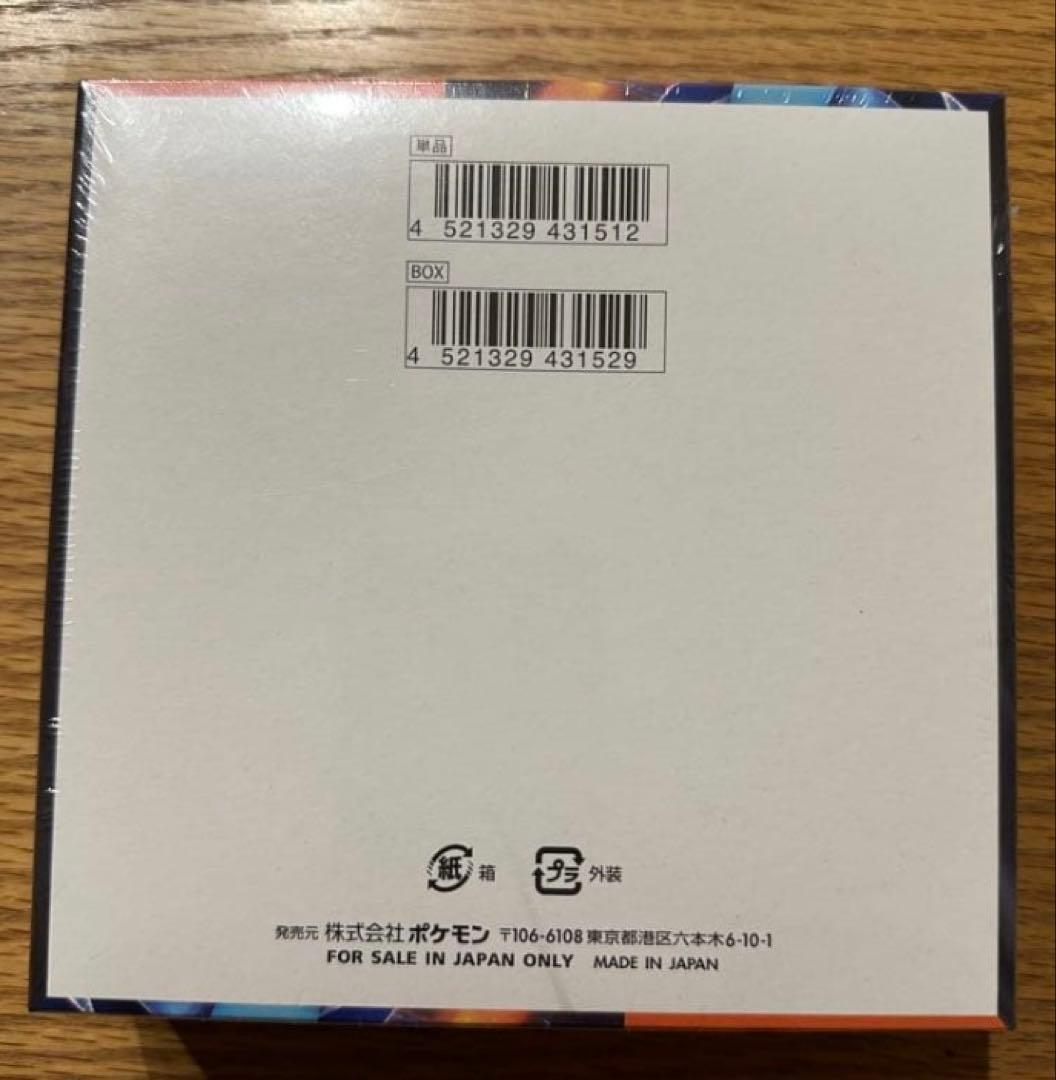 単品
4 521329 431512
BOX
4 521329 431529
紙 箱 プラ 外装
発売元 株式会社ポケモン 〒106-6108 東京都港区六本木6-10-1
FOR SALE IN JAPAN ONLY MADE IN JAPAN